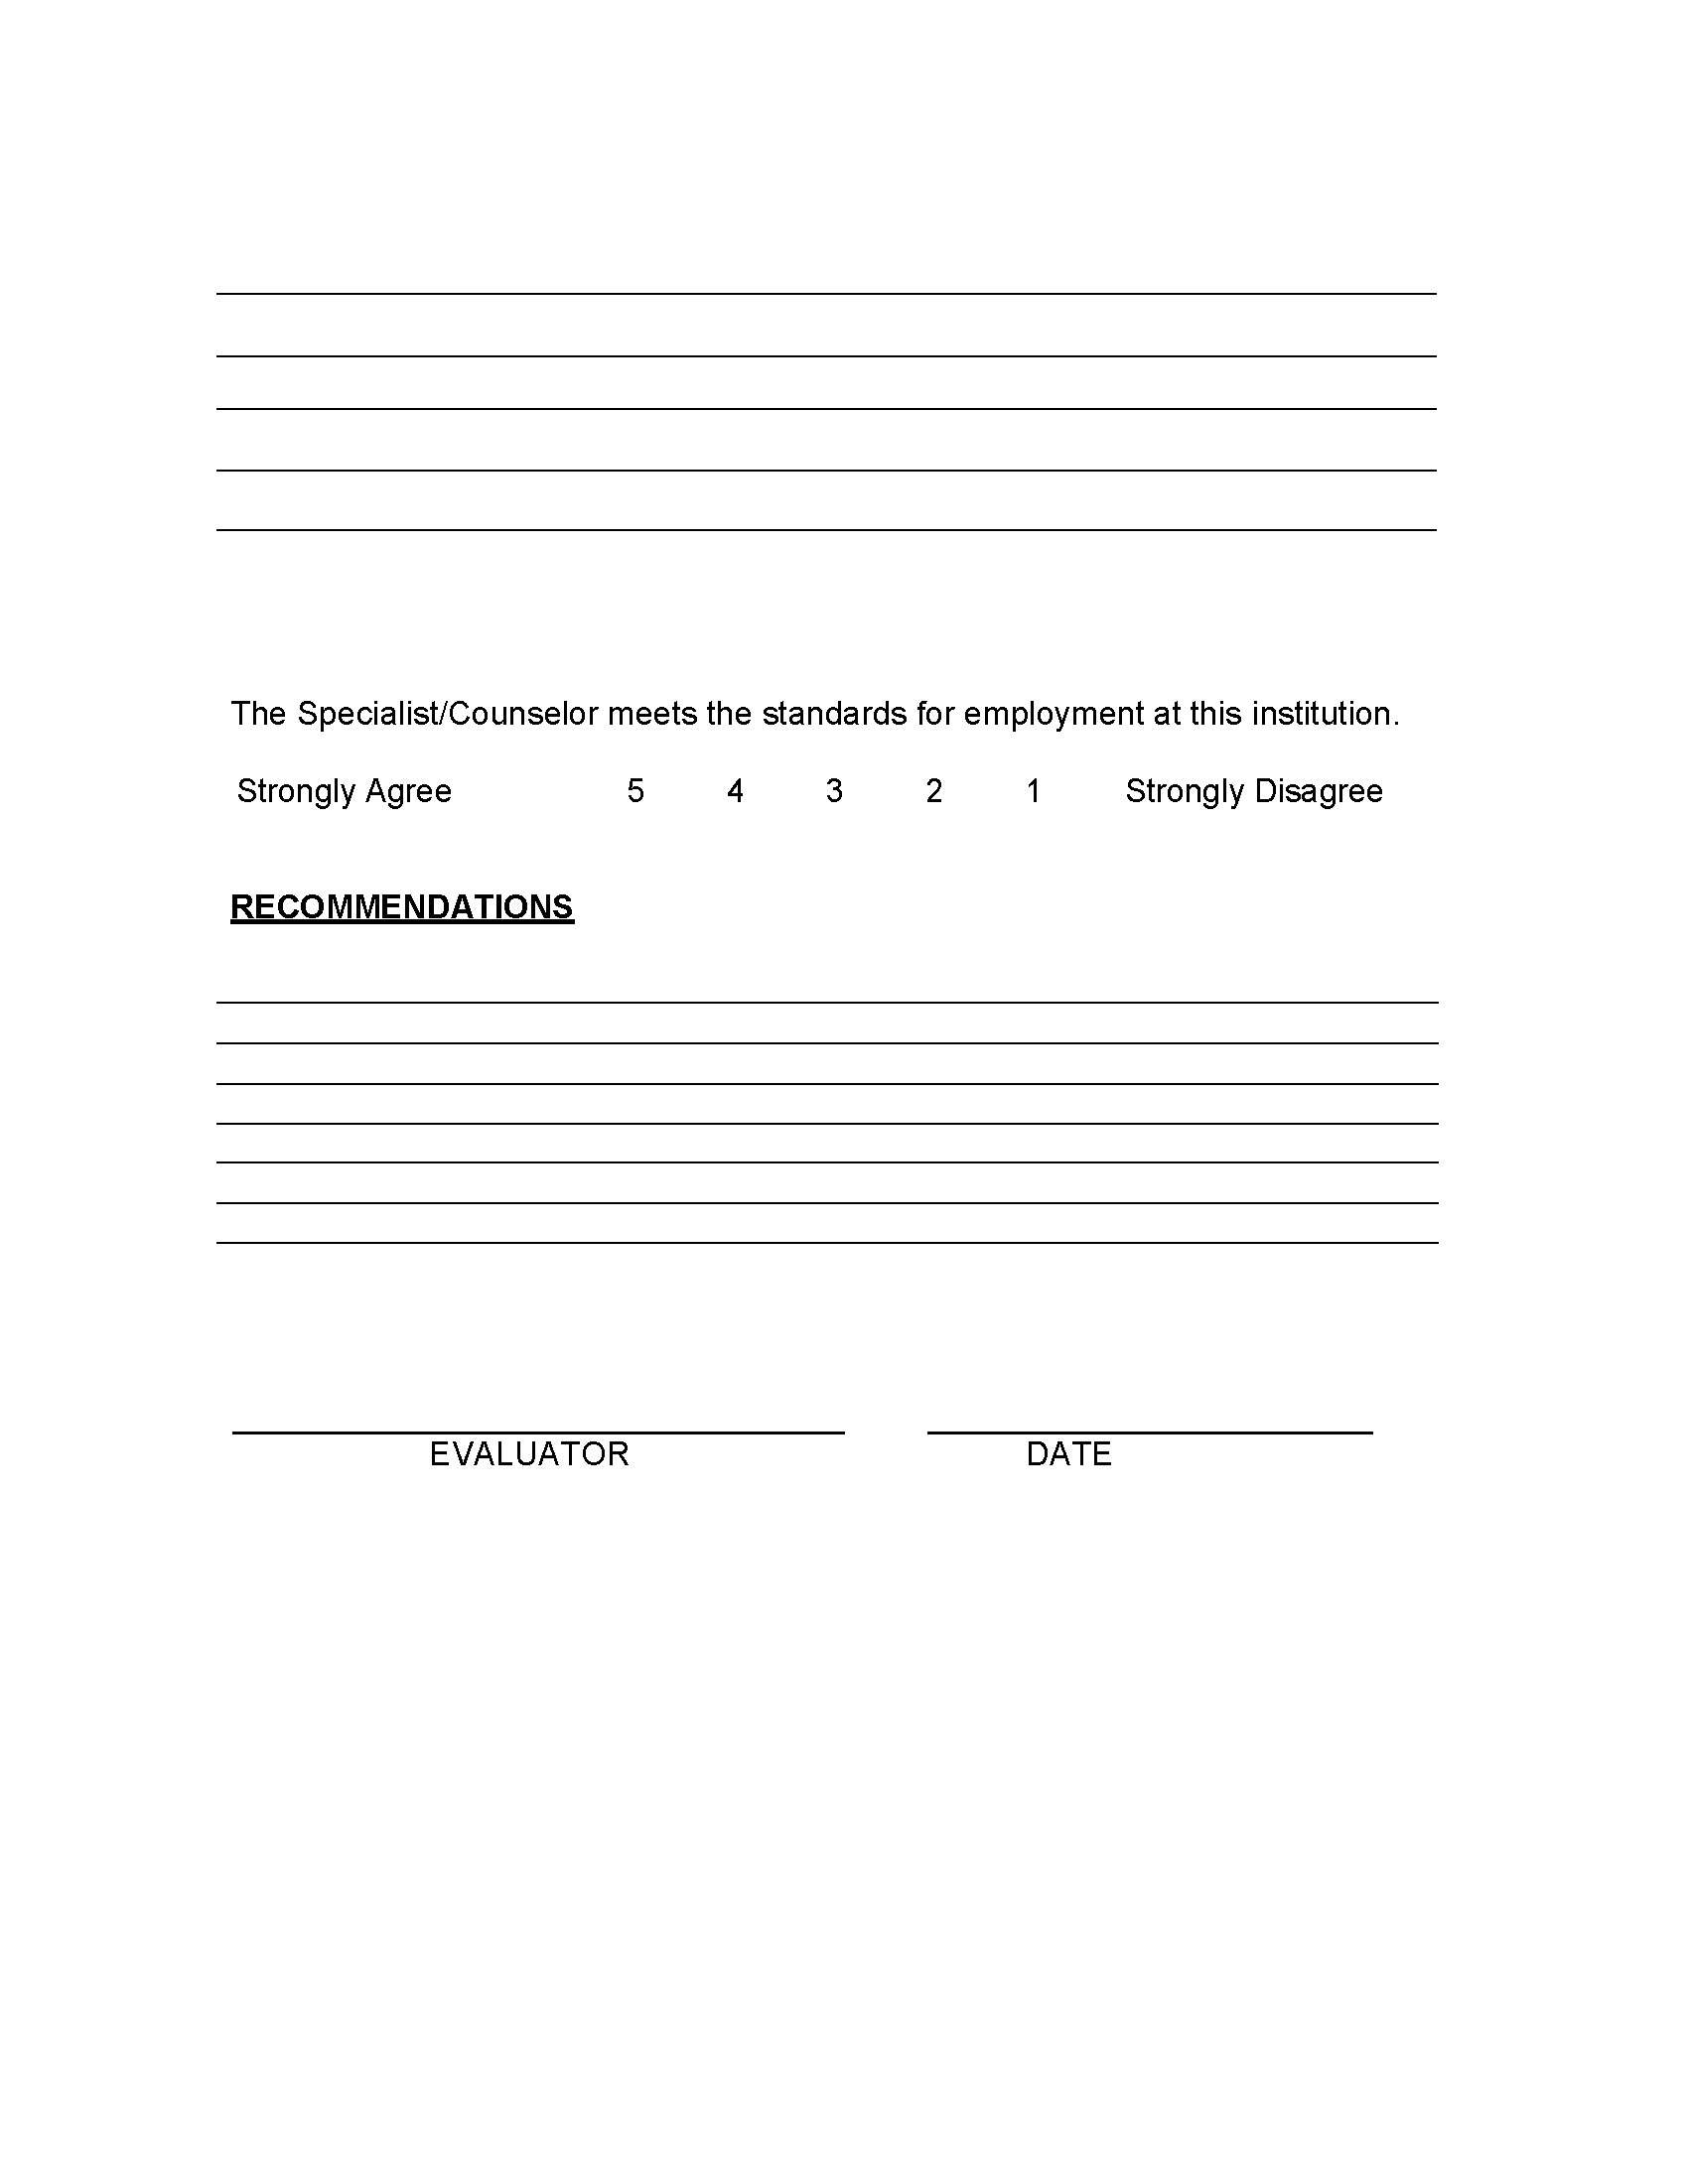 The Specialist/Counselor meets the standards for employment at this institution.
Strongly Agree 5 4 3 2 1 Strongly Disagree
RECOMMENDATIONS
EVALUATOR DATE